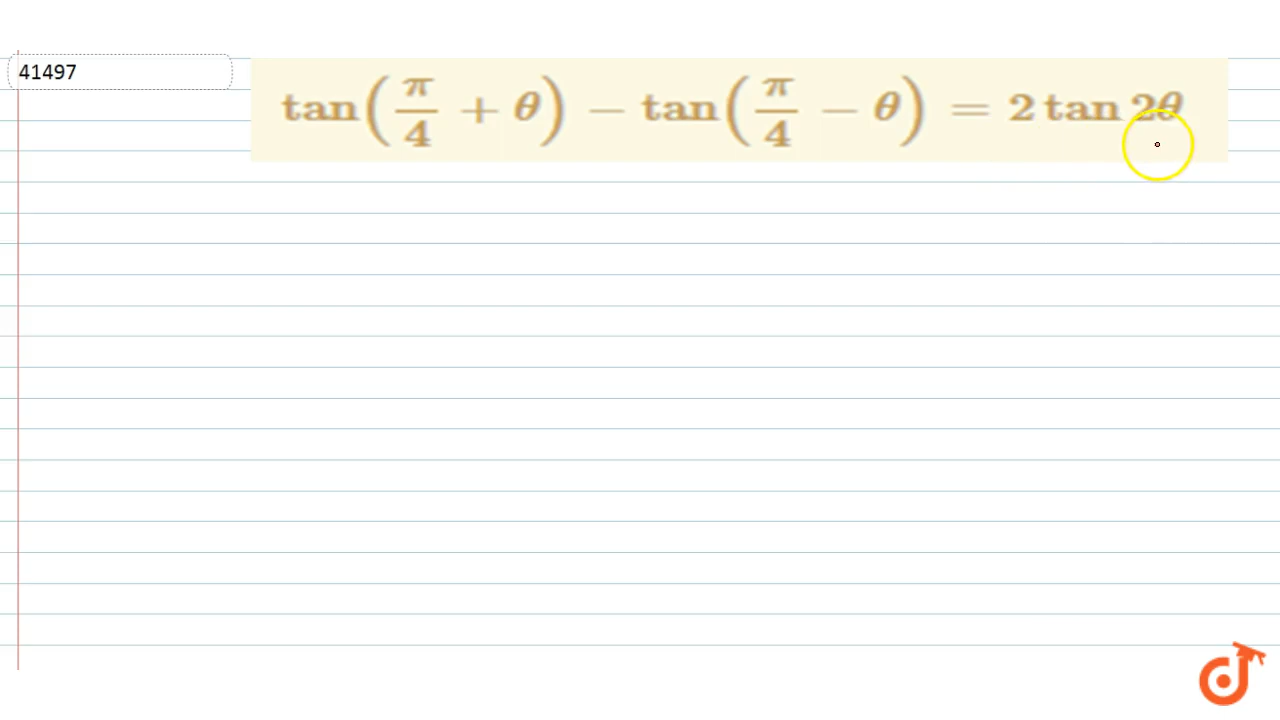 41497
tan(π/4 + θ) − tan(π/4 − θ) = 2 tan 2θ